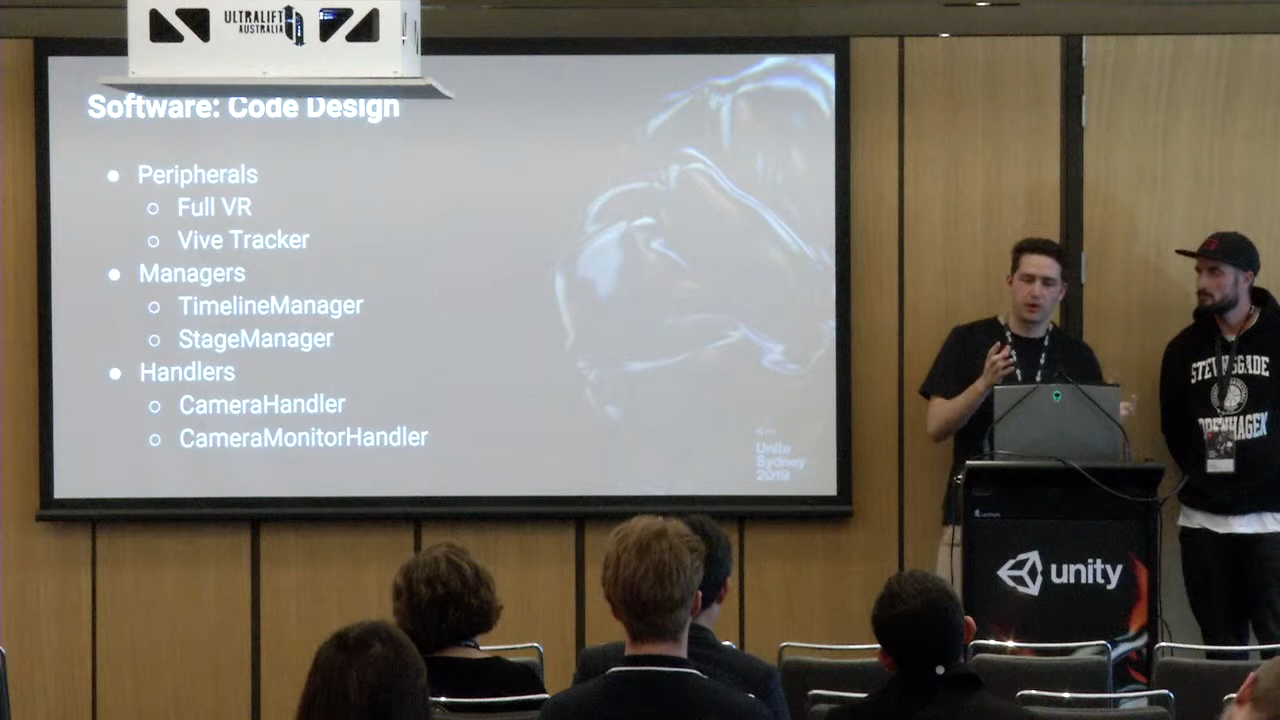 ULTRALIFT
AUSTRALIA
Software: Code Design
Peripherals
Full VR
Vive Tracker
Managers
TimelineManager
StageManager
Handlers
CameraHandler
CameraMonitorHandler
Unite
Sydney
2019
unity